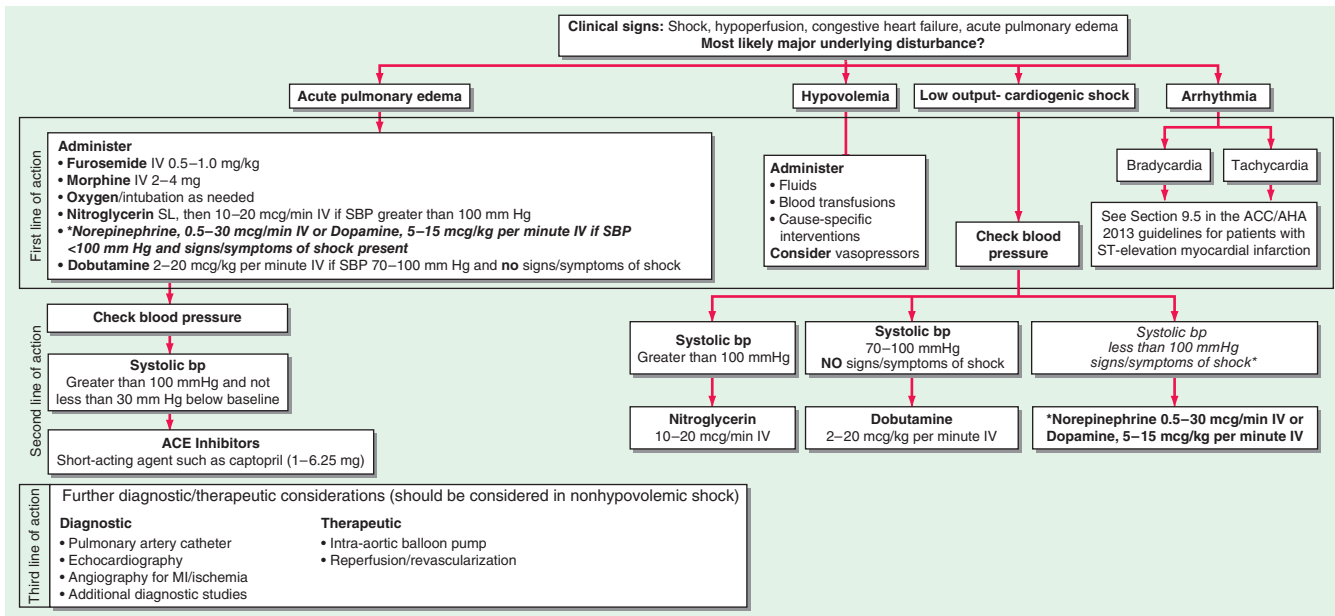 Clinical signs: Shock, hypoperfusion, congestive heart failure, acute pulmonary edema
Most likely major underlying disturbance?
Acute pulmonary edema
Hypovolemia
Low output- cardiogenic shock
Arrhythmia
First line of action
Administer
• Furosemide IV 0.5–1.0 mg/kg
• Morphine IV 2–4 mg
• Oxygen/intubation as needed
• Nitroglycerin SL, then 10–20 mcg/min IV if SBP greater than 100 mm Hg
• *Norepinephrine, 0.5–30 mcg/min IV or Dopamine, 5–15 mcg/kg per minute IV if SBP
<100 mm Hg and signs/symptoms of shock present
• Dobutamine 2–20 mcg/kg per minute IV if SBP 70–100 mm Hg and no signs/symptoms of shock
Administer
• Fluids
• Blood transfusions
• Cause-specific
interventions
Consider vasopressors
Check blood
pressure
Bradycardia
Tachycardia
See Section 9.5 in the ACC/AHA
2013 guidelines for patients with
ST-elevation myocardial infarction
Second line of action
Check blood pressure
Systolic bp
Greater than 100 mmHg and not
less than 30 mm Hg below baseline
ACE Inhibitors
Short-acting agent such as captopril (1–6.25 mg)
Systolic bp
Greater than 100 mmHg
Systolic bp
70–100 mmHg
NO signs/symptoms of shock
Systolic bp
less than 100 mmHg
signs/symptoms of shock*
Nitroglycerin
10–20 mcg/min IV
Dobutamine
2–20 mcg/kg per minute IV
*Norepinephrine 0.5–30 mcg/min IV or
Dopamine, 5–15 mcg/kg per minute IV
Third line of action
Further diagnostic/therapeutic considerations (should be considered in nonhypovolemic shock)
Diagnostic
• Pulmonary artery catheter
• Echocardiography
• Angiography for MI/ischemia
• Additional diagnostic studies
Therapeutic
• Intra-aortic balloon pump
• Reperfusion/revascularization